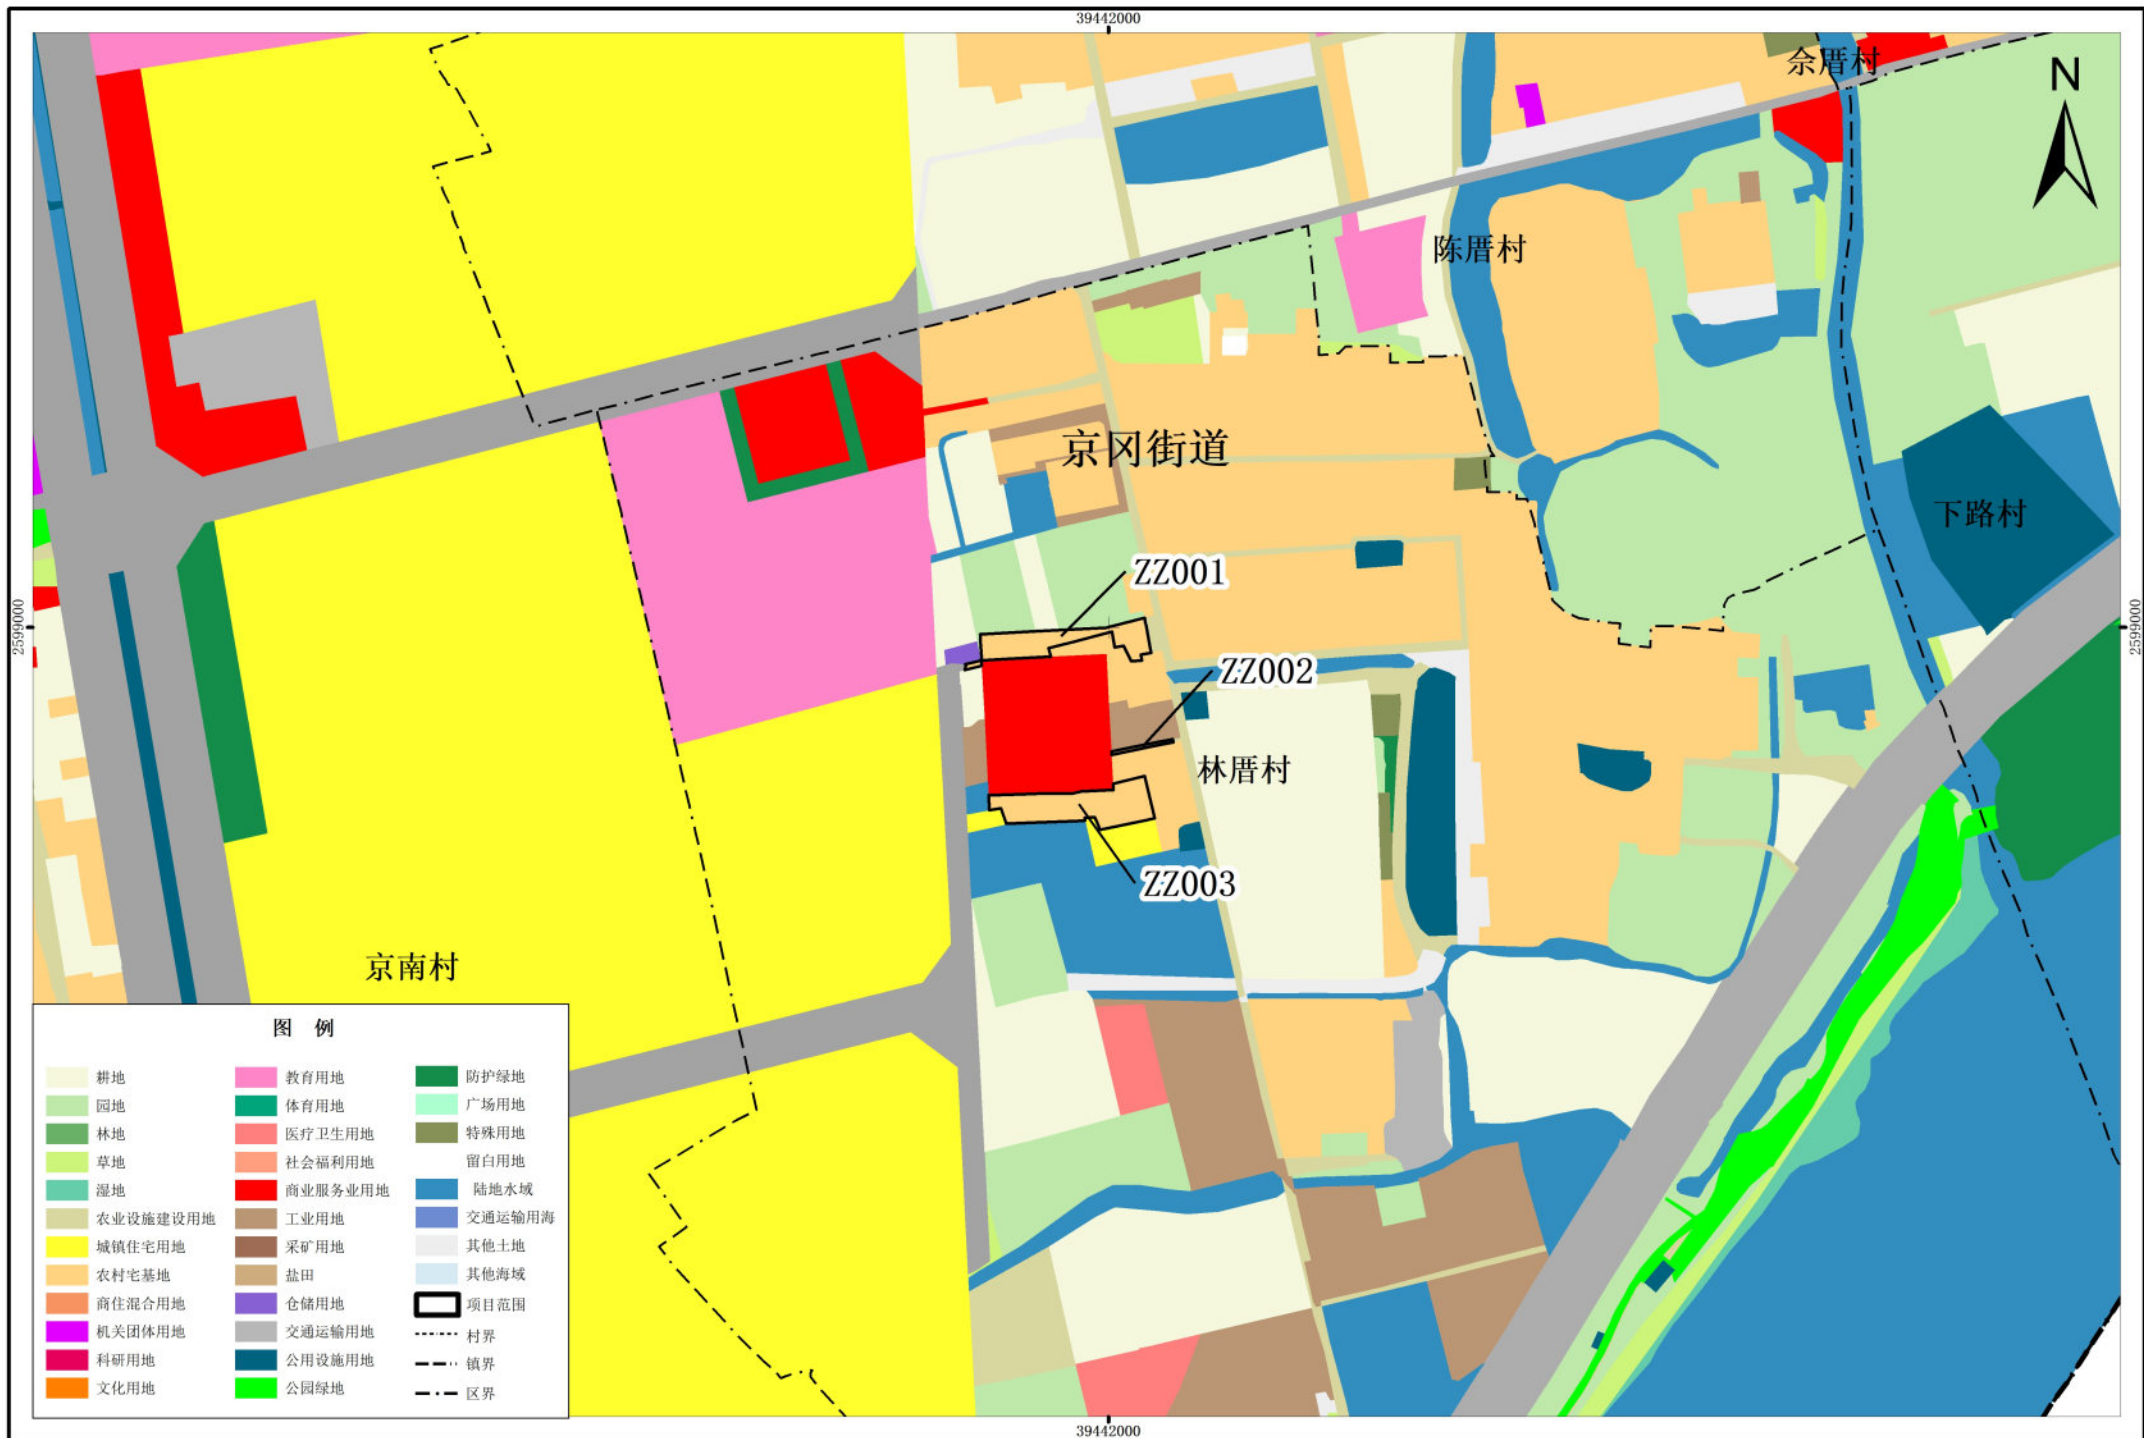 39442000
佘厝村
N
陈厝村
京冈街道
下路村
ZZ001
2599000
2599000
ZZ002
林厝村
ZZ003
京南村
图 例
耕地
园地
林地
草地
湿地
农业设施建设用地
城镇住宅用地
农村宅基地
商住混合用地
机关团体用地
科研用地
文化用地
教育用地
体育用地
医疗卫生用地
社会福利用地
商业服务业用地
工业用地
采矿用地
盐田
仓储用地
交通运输用地
公用设施用地
公园绿地
防护绿地
广场用地
特殊用地
留白用地
陆地水域
交通运输用海
其他土地
其他海域
项目范围
村界
镇界
区界
39442000